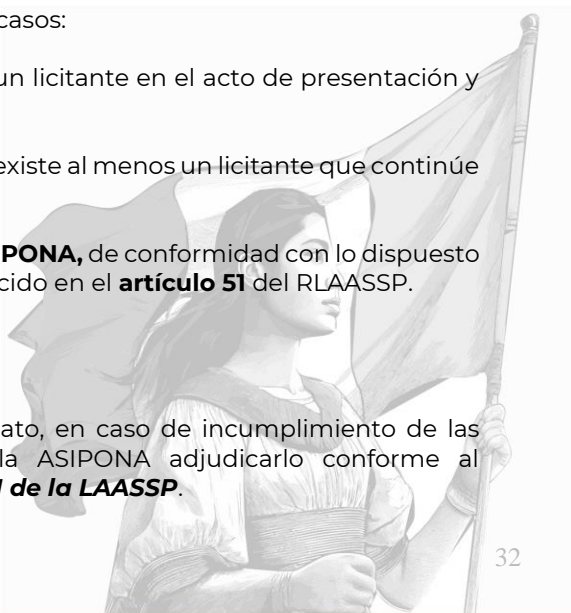 casos:
un licitante en el acto de presentación y
existe al menos un licitante que continúe
PONA, de conformidad con lo dispuesto
cido en el artículo 51 del RLAASSP.
ato, en caso de incumplimiento de las
la ASIPONA adjudicarlo conforme al
de la LAASSP.
32